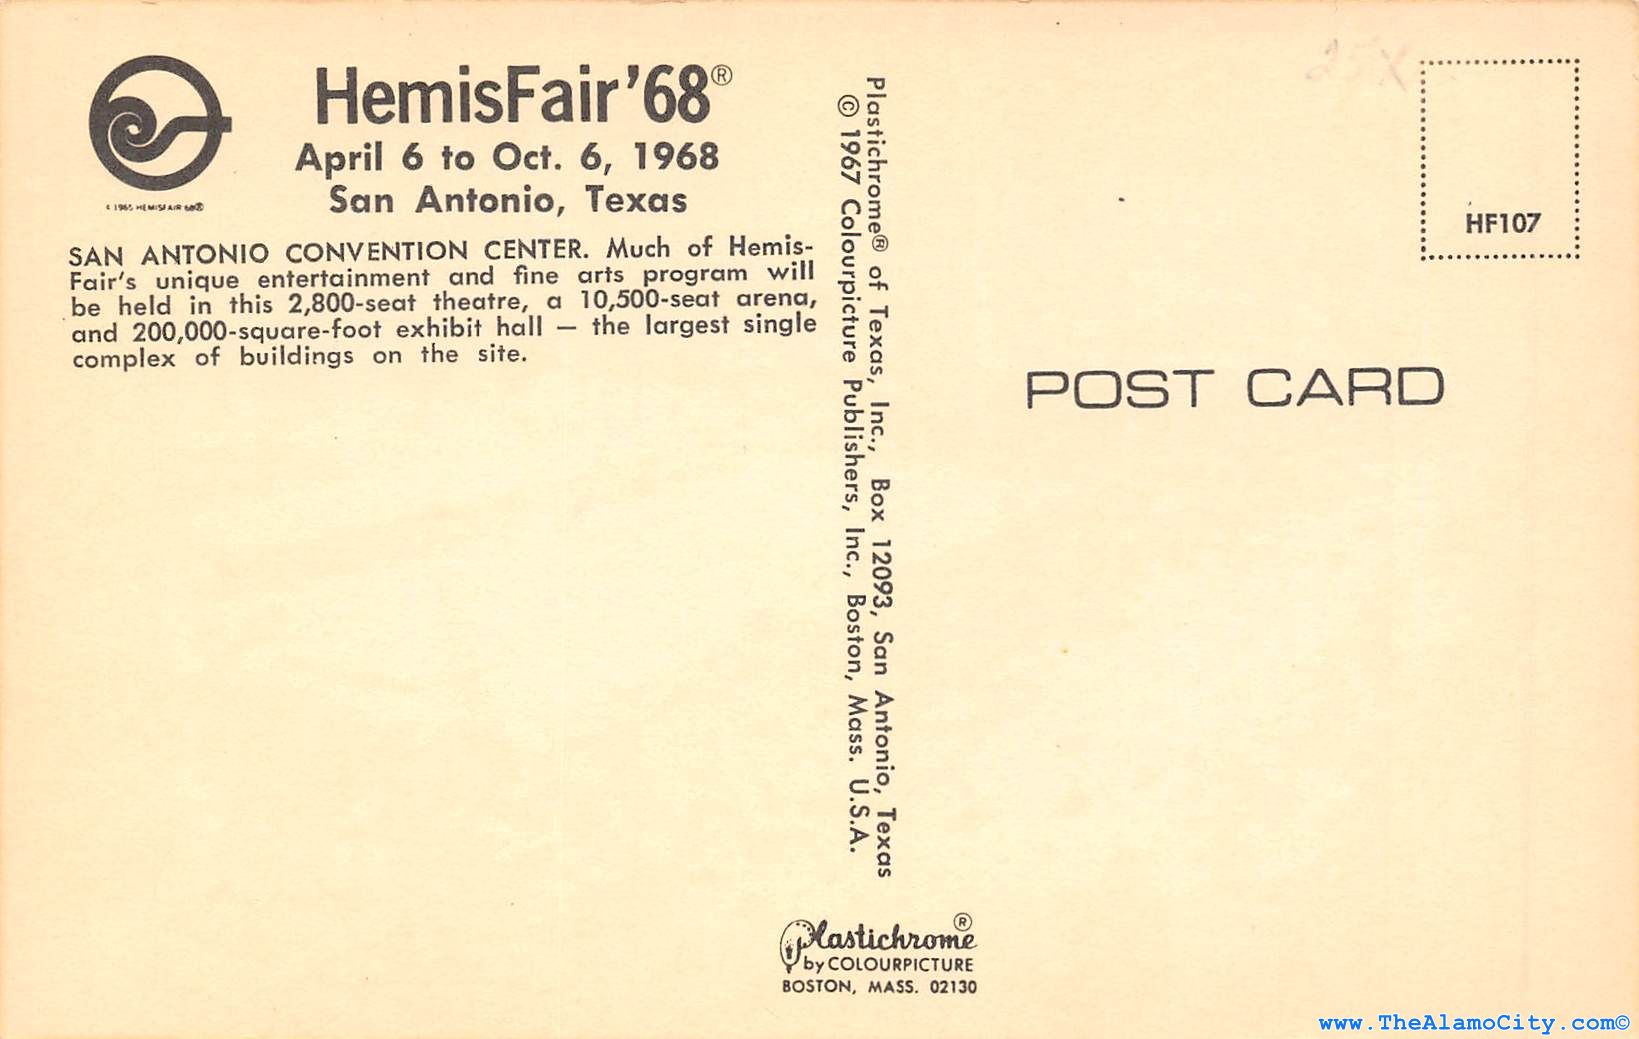 HemisFair '68®
April 6 to Oct. 6, 1968
San Antonio, Texas
© 1965 HEMISFAIR 68®
SAN ANTONIO CONVENTION CENTER. Much of Hemis-
Fair's unique entertainment and fine arts program will
be held in this 2,800-seat theatre, a 10,500-seat arena,
and 200,000-square-foot exhibit hall — the largest single
complex of buildings on the site.
Plastichrome® of Texas, Inc., Box 12093, San Antonio, Texas
© 1967 Colourpicture Publishers, Inc., Boston, Mass. U.S.A.
Plastichrome®
by COLOURPICTURE
BOSTON, MASS. 02130
HF107
POST CARD
www.TheAlamoCity.com©